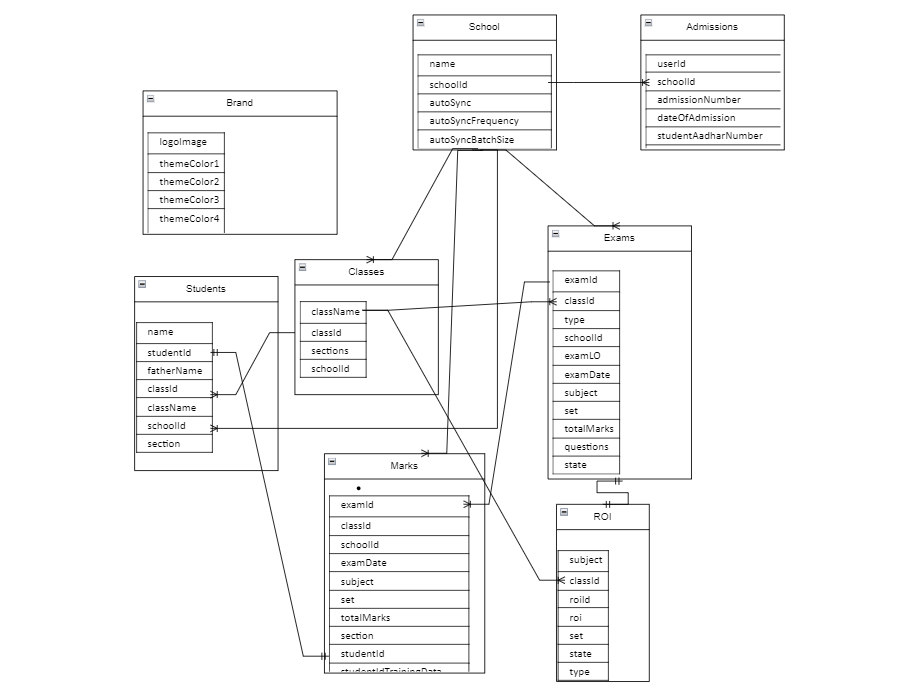 School
name
schoolId
autoSync
autoSyncFrequency
autoSyncBatchSize
Admissions
userId
schoolId
admissionNumber
dateOfAdmission
studentAadharNumber
Brand
logoImage
themeColor1
themeColor2
themeColor3
themeColor4
Exams
examId
classId
type
schoolId
examLO
examDate
subject
set
totalMarks
questions
state
Classes
className
classId
sections
schoolId
Students
name
studentId
fatherName
classId
className
schoolId
section
Marks
examId
classId
schoolId
examDate
subject
set
totalMarks
section
studentId
studentIdTrainingData
ROI
subject
classId
roiId
roi
set
state
type